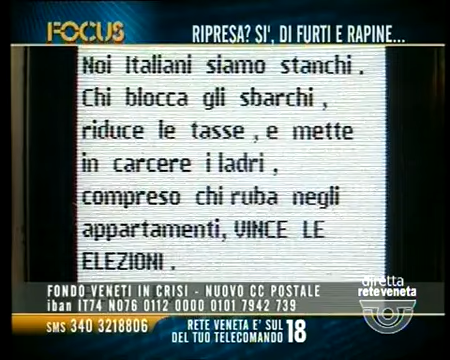 FOCUS
RIPRESA? SI', DI FURTI E RAPINE...
Noi Italiani siamo stanchi.
Chi blocca gli sbarchi,
riduce le tasse, e mette
in carcere i ladri,
compreso chi ruba negli
appartamenti, VINCE LE
ELEZIONI.
diretta
reteveneta
FONDO VENETI IN CRISI - NUOVO CC POSTALE
iban IT74 N076 0112 0000 0101 7942 739
SMS 340 3218806
RETE VENETA E' SUL
DEL TUO TELECOMANDO
18